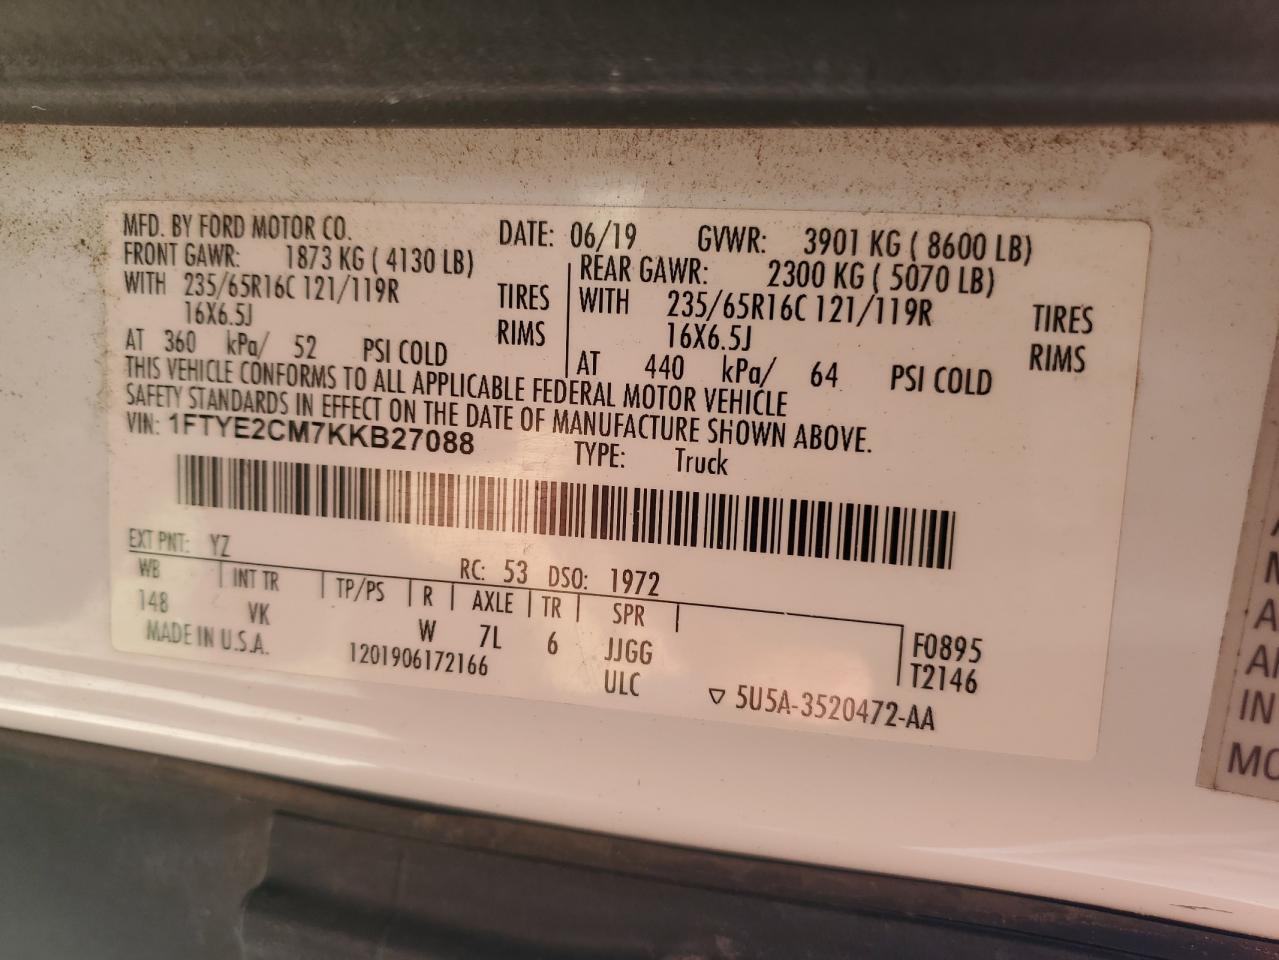 MFD. BY FORD MOTOR CO. DATE: 06/19 GVWR: 3901 KG ( 8600 LB)
FRONT GAWR: 1873 KG ( 4130 LB) REAR GAWR: 2300 KG ( 5070 LB)
WITH 235/65R16C 121/119R TIRES WITH 235/65R16C 121/119R TIRES
16X6.5J RIMS 16X6.5J RIMS
AT 360 kPa/ 52 PSI COLD AT 440 kPa/ 64 PSI COLD
THIS VEHICLE CONFORMS TO ALL APPLICABLE FEDERAL MOTOR VEHICLE
SAFETY STANDARDS IN EFFECT ON THE DATE OF MANUFACTURE SHOWN ABOVE.
VIN: 1FTYE2CM7KKB27088 TYPE: Truck
EXT PNT: YZ RC: 53 DSO: 1972
WB INT TR TP/PS R AXLE TR SPR
148 VK W 7L 6 JJGG F0895
MADE IN U.S.A. 1201906172166 ULC T2146
▽ 5U5A-3520472-AA
IN
MO